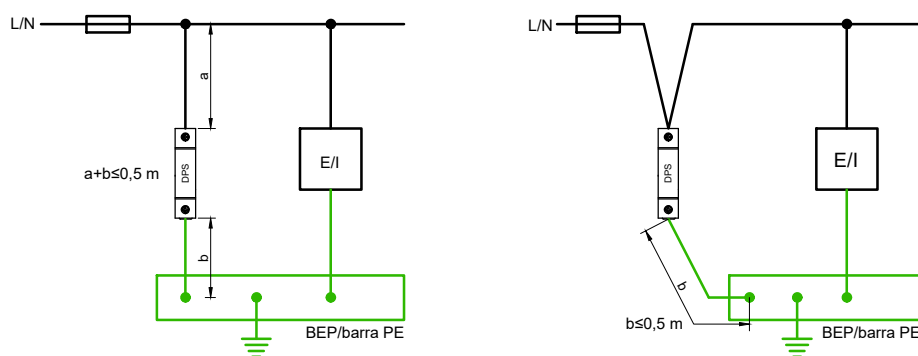 L/N
a
DPS
E/I
a+b≤0,5 m
b
BEP/barra PE
L/N
DPS
E/I
b
b≤0,5 m
BEP/barra PE